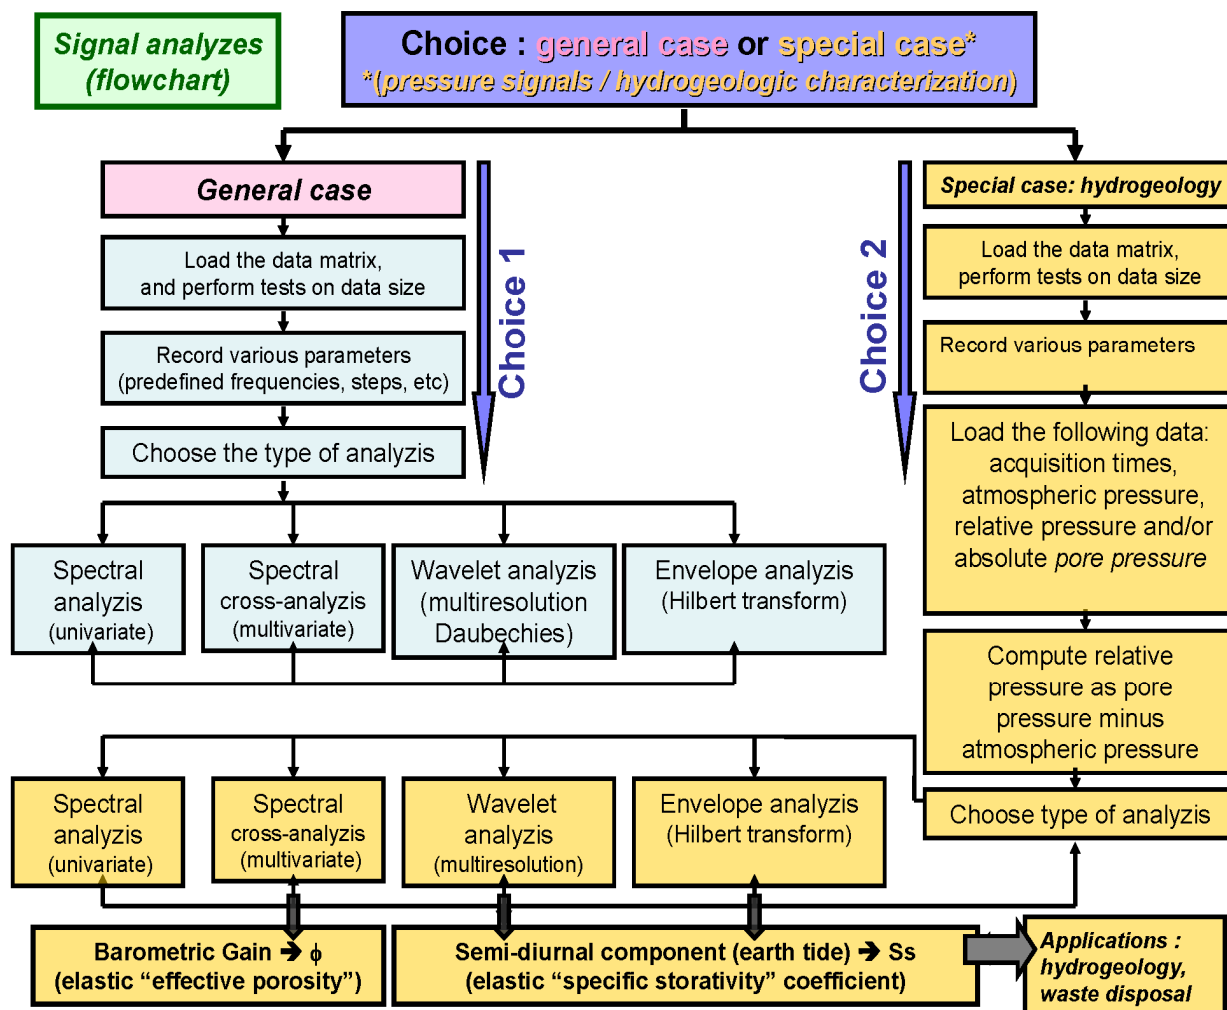 Signal analyzes
(flowchart)
Choice : general case or special case*
*(pressure signals / hydrogeologic characterization)
General case
Load the data matrix,
and perform tests on data size
Record various parameters
(predefined frequencies, steps, etc)
Choose the type of analyzis
Choice 1
Choice 2
Special case: hydrogeology
Load the data matrix,
perform tests on data size
Record various parameters
Load the following data:
acquisition times,
atmospheric pressure,
relative pressure and/or
absolute pore pressure
Compute relative
pressure as pore
pressure minus
atmospheric pressure
Choose type of analyzis
Spectral
analyzis
(univariate)
Spectral
cross-analyzis
(multivariate)
Wavelet analyzis
(multiresolution
Daubechies)
Envelope analyzis
(Hilbert transform)
Spectral
analyzis
(univariate)
Spectral
cross-analyzis
(multivariate)
Wavelet
analyzis
(multiresolution)
Envelope analyzis
(Hilbert transform)
Barometric Gain ➔ ϕ
(elastic “effective porosity”)
Semi-diurnal component (earth tide) ➔ Ss
(elastic “specific storativity” coefficient)
Applications :
hydrogeology,
waste disposal